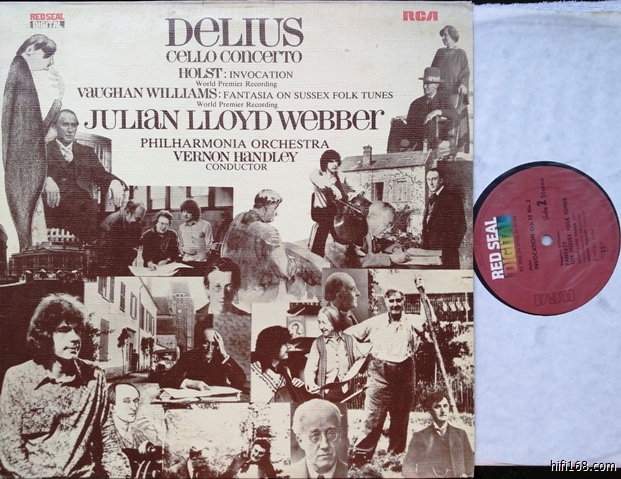 RED SEAL
DIGITAL
RCA
DELIUS
CELLO CONCERTO
HOLST: INVOCATION
World Premier Recording
VAUGHAN WILLIAMS: FANTASIA ON SUSSEX FOLK TUNES
World Premier Recording
JULIAN LLOYD WEBBER
PHILHARMONIA ORCHESTRA
VERNON HANDLEY
CONDUCTOR
RED SEAL
DIGITAL
Side 2 Stereo
INVOCATION
FANTASIA
ON SUSSEX FOLK TUNES
RCA
hifi168.com